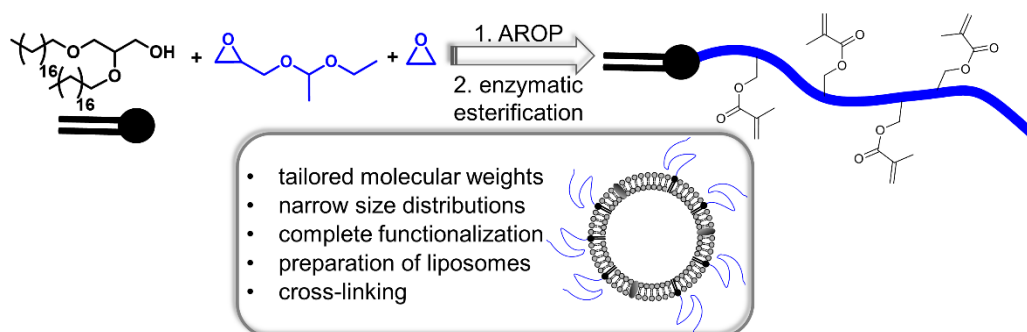 16
O
OH
O
16
+
O
O
O
+
O
1. AROP
2. enzymatic
esterification
O
O
O
O
O
O
O
O
• tailored molecular weights
• narrow size distributions
• complete functionalization
• preparation of liposomes
• cross-linking